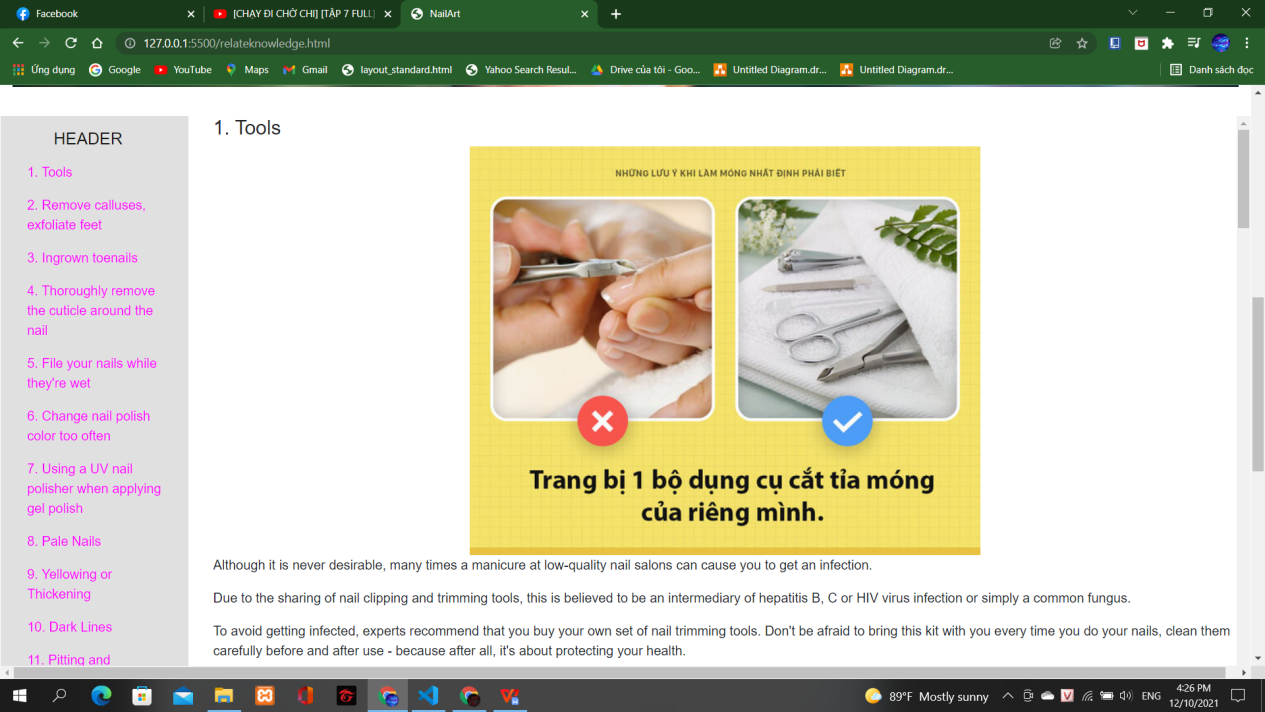 Facebook
[CHẠY ĐI CHỜ CHI] [TẬP 7 FULL]
NailArt
127.0.0.1:5500/relateknowledge.html
Ứng dụng
Google
YouTube
Maps
Gmail
layout_standard.html
Yahoo Search Resul...
Drive của tôi - Goo...
Untitled Diagram.dr...
Untitled Diagram.dr...
Danh sách đọc
HEADER
1. Tools
2. Remove calluses,
exfoliate feet
3. Ingrown toenails
4. Thoroughly remove
the cuticle around the
nail
5. File your nails while
they're wet
6. Change nail polish
color too often
7. Using a UV nail
polisher when applying
gel polish
8. Pale Nails
9. Yellowing or
Thickening
10. Dark Lines
11. Pitting and
1. Tools
NHỮNG LƯU Ý KHI LÀM MÓNG NHẤT ĐỊNH PHẢI BIẾT
Trang bị 1 bộ dụng cụ cắt tỉa móng
của riêng mình.
Although it is never desirable, many times a manicure at low-quality nail salons can cause you to get an infection.
Due to the sharing of nail clipping and trimming tools, this is believed to be an intermediary of hepatitis B, C or HIV virus infection or simply a common fungus.
To avoid getting infected, experts recommend that you buy your own set of nail trimming tools. Don't be afraid to bring this kit with you every time you do your nails, clean them
carefully before and after use - because after all, it's about protecting your health.
89°F Mostly sunny
ENG
4:26 PM
12/10/2021